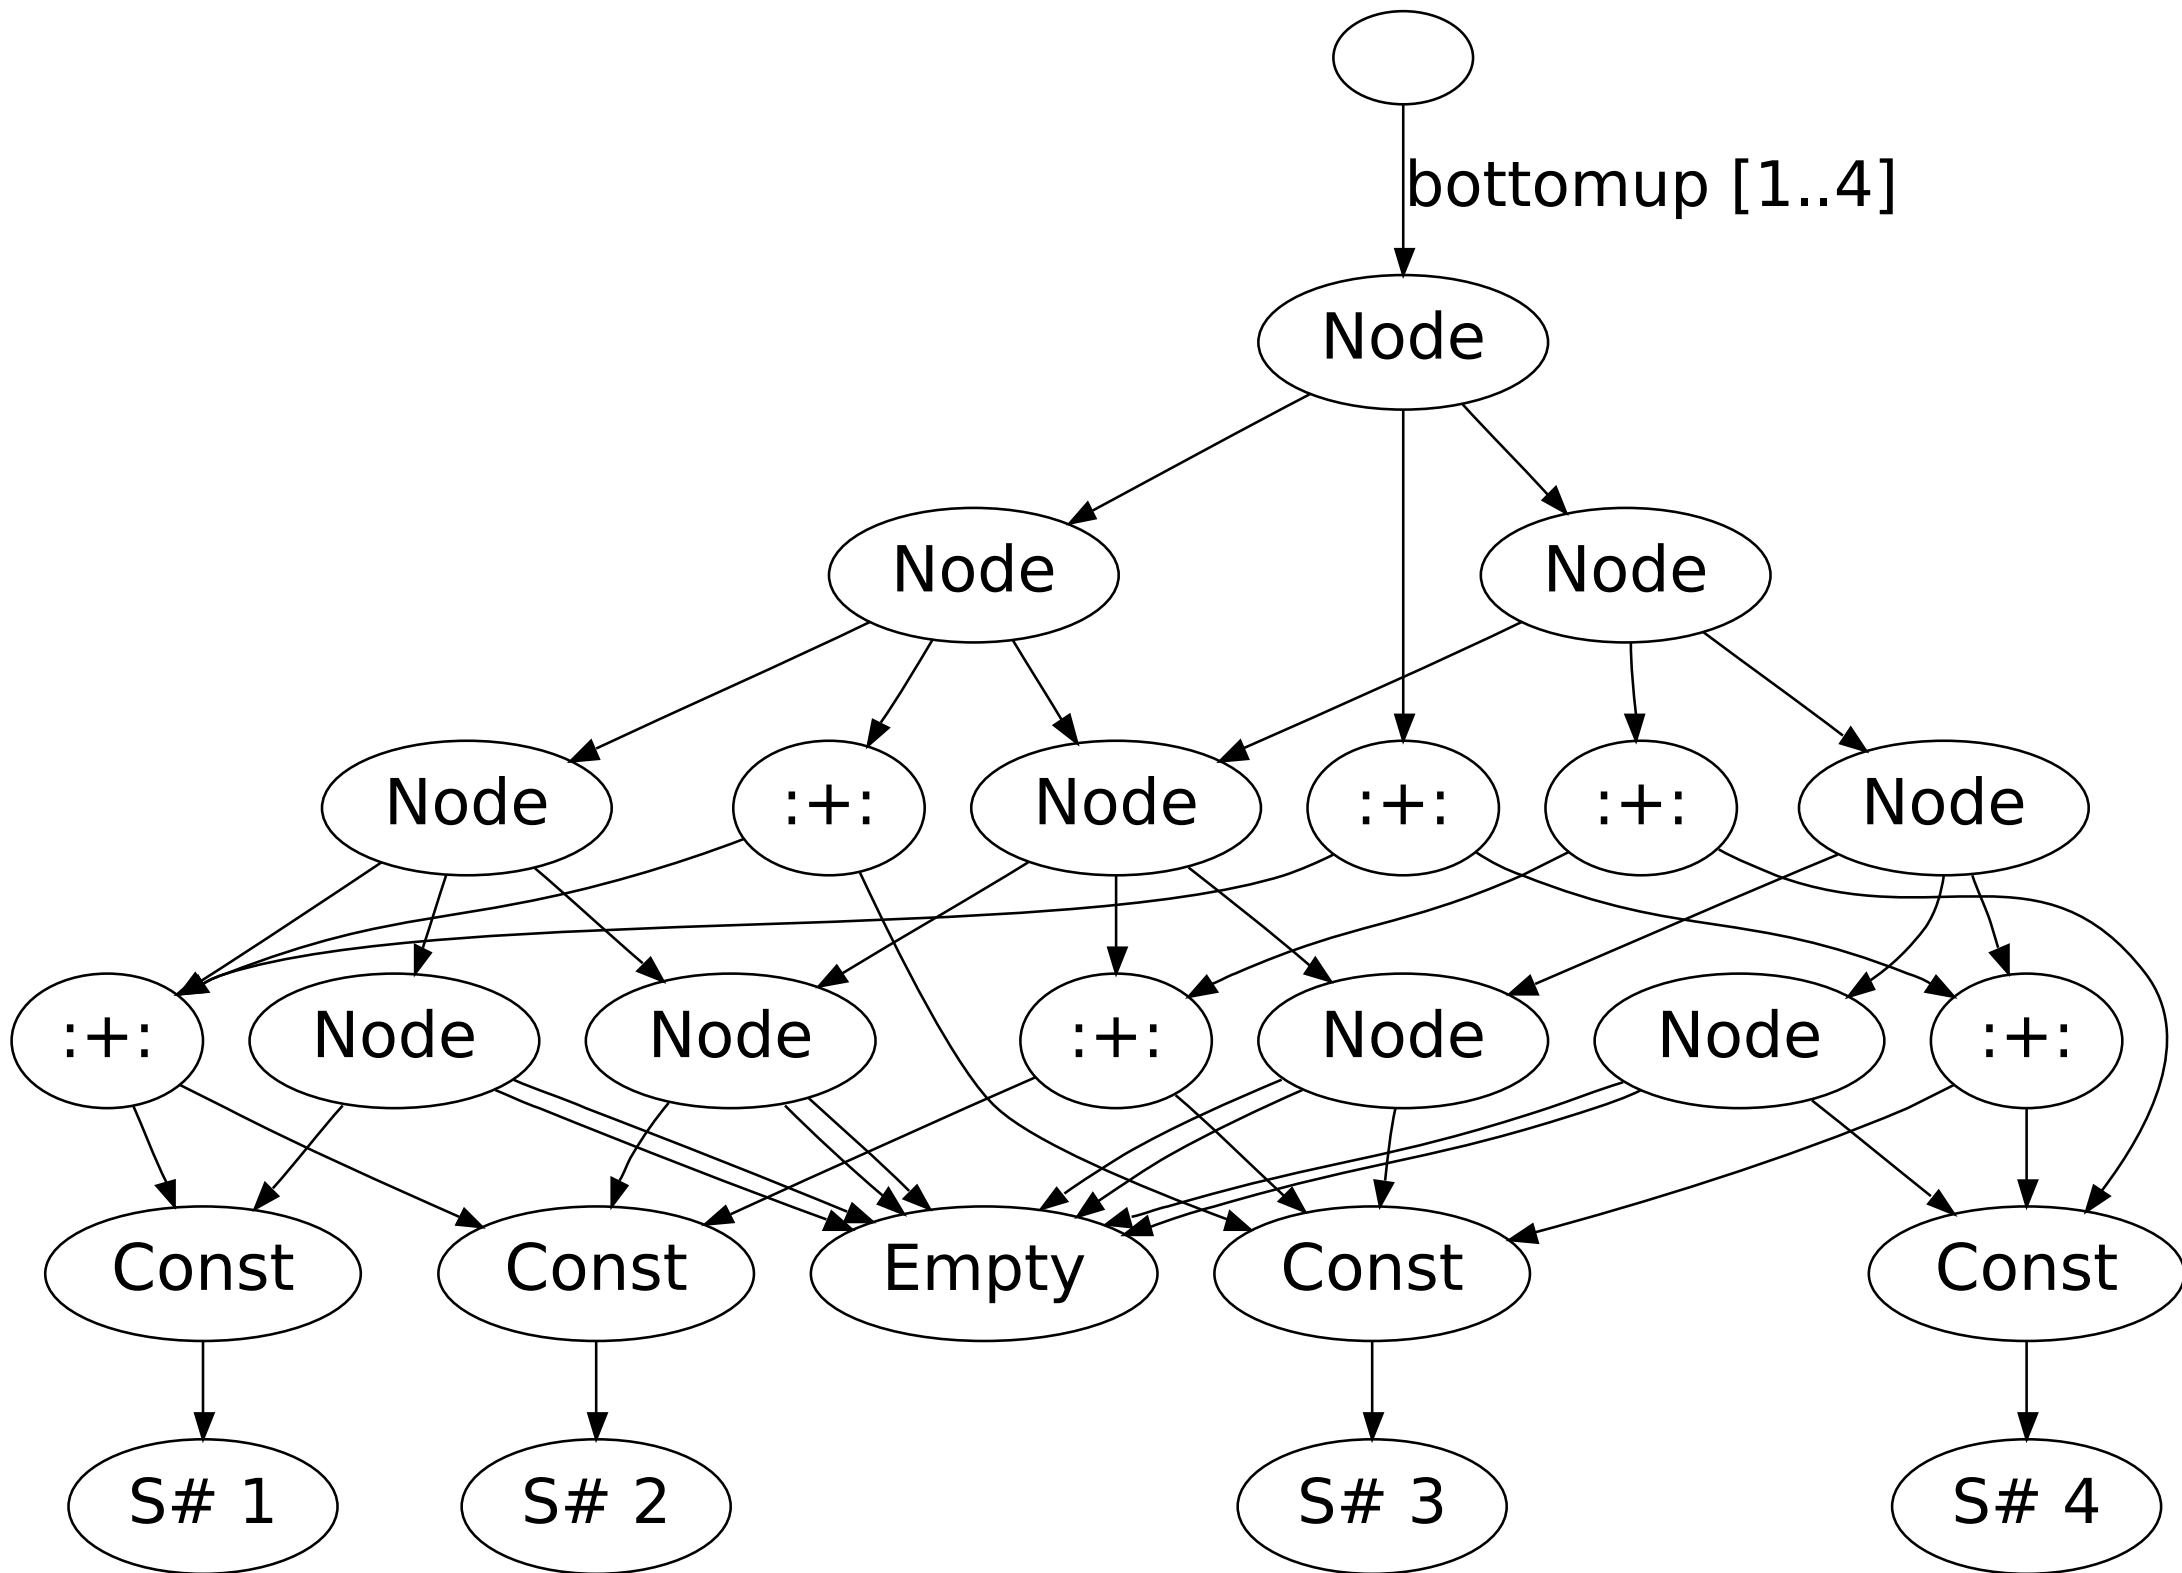 bottomup [1..4]
Node
Node
Node
Node
:+:
Node
:+:
:+:
Node
:+:
Node
Node
:+:
Node
Node
:+:
Const
Const
Empty
Const
Const
S# 1
S# 2
S# 3
S# 4